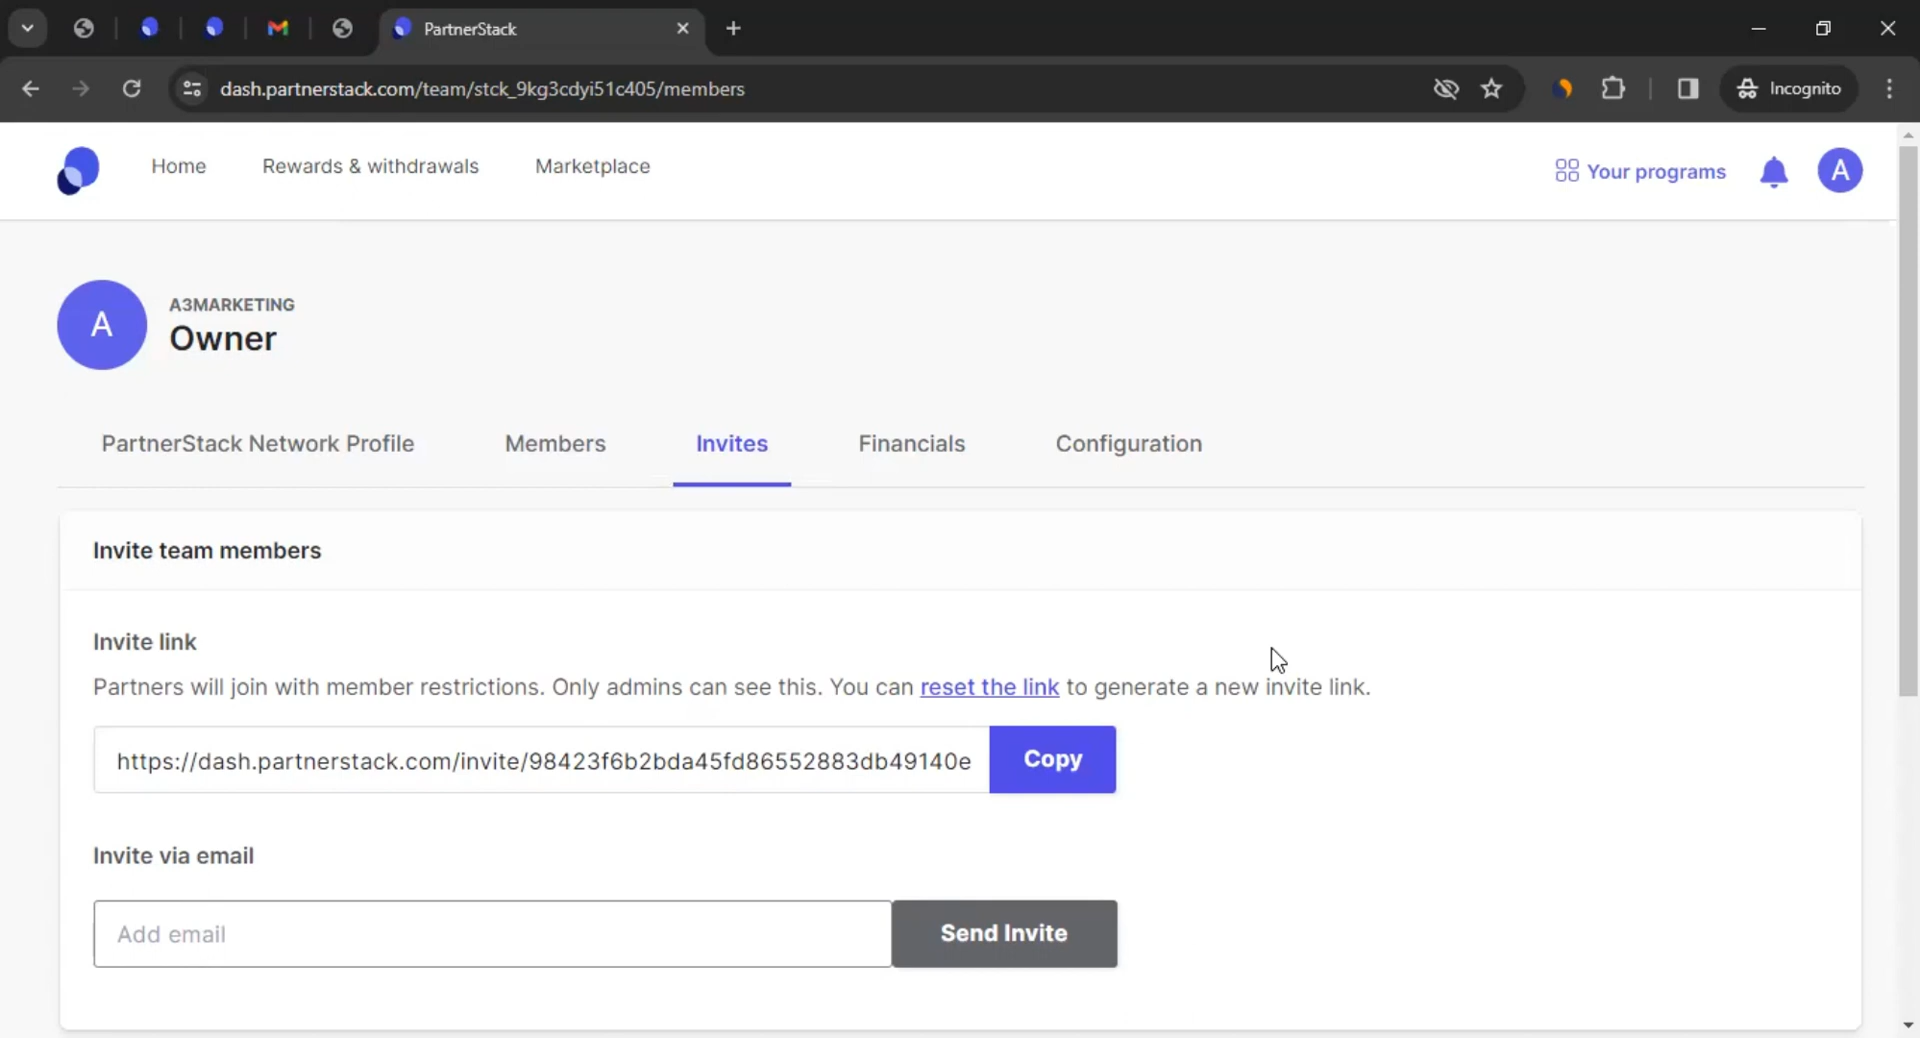 PartnerStack
dash.partnerstack.com/team/stck_9kg3cdyi51c405/members
Incognito
Home
Rewards & withdrawals
Marketplace
Your programs
A
A
A3MARKETING
Owner
PartnerStack Network Profile
Members
Invites
Financials
Configuration
Invite team members
Invite link
Partners will join with member restrictions. Only admins can see this. You can reset the link to generate a new invite link.
https://dash.partnerstack.com/invite/98423f6b2bda45fd86552883db49140e
Copy
Invite via email
Add email
Send Invite